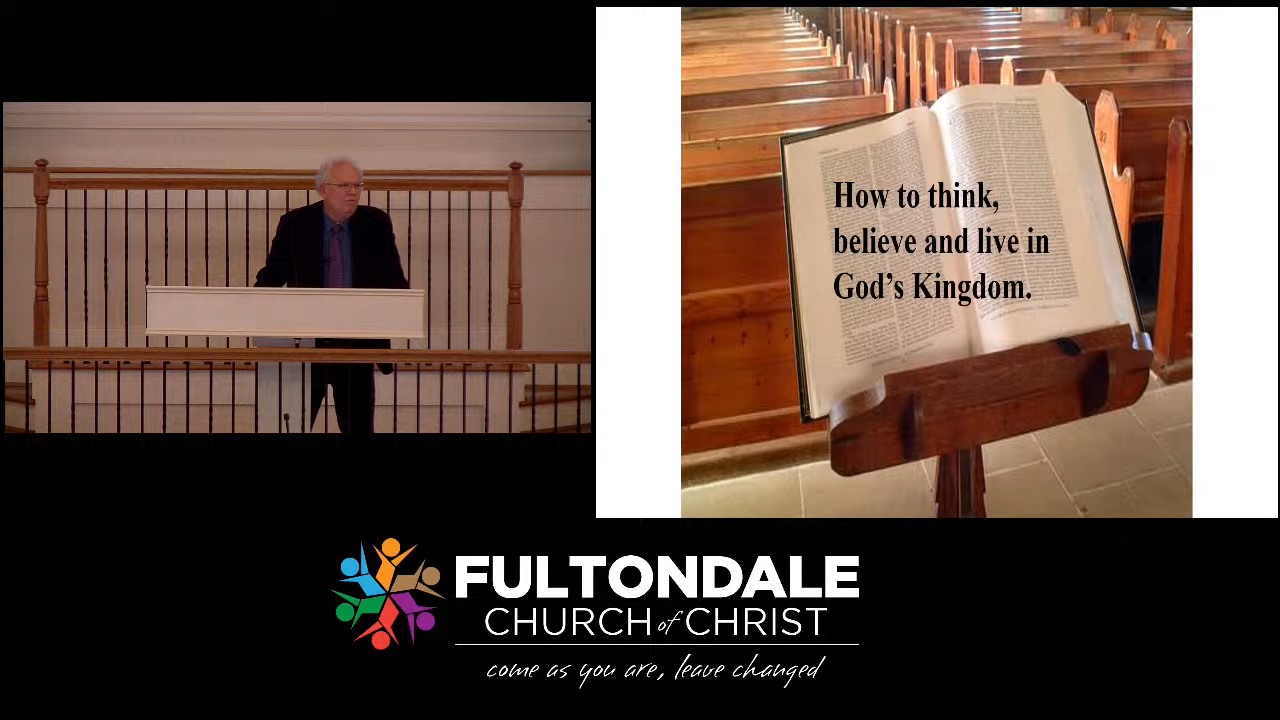 How to think,
believe and live in
God's Kingdom.
FULTONDALE
CHURCH of CHRIST
come as you are, leave changed